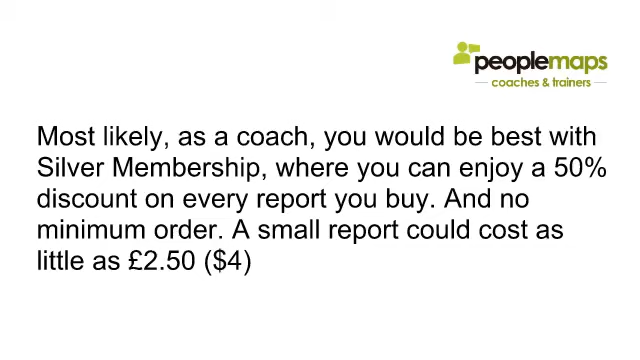 peoplemaps
coaches & trainers
Most likely, as a coach, you would be best with
Silver Membership, where you can enjoy a 50%
discount on every report you buy. And no
minimum order. A small report could cost as
little as £2.50 ($4)